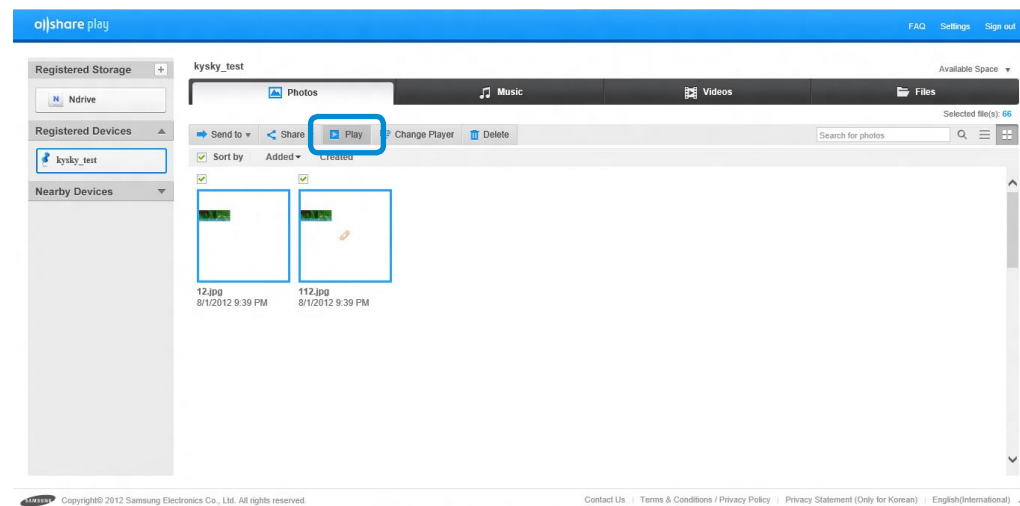 allshare play
FAQ Settings Sign out
Registered Storage +
N Ndrive
Registered Devices
kysky_test
Nearby Devices
kysky_test
Available Space
Photos Music Videos Files
Selected file(s): 66
Send to Share Play Change Player Delete
Search for photos
Sort by Added Created
12.jpg
8/1/2012 9:39 PM
112.jpg
8/1/2012 9:39 PM
SAMSUNG Copyright© 2012 Samsung Electronics Co., Ltd. All rights reserved.
Contact Us | Terms & Conditions / Privacy Policy | Privacy Statement (Only for Korean) | English(International)